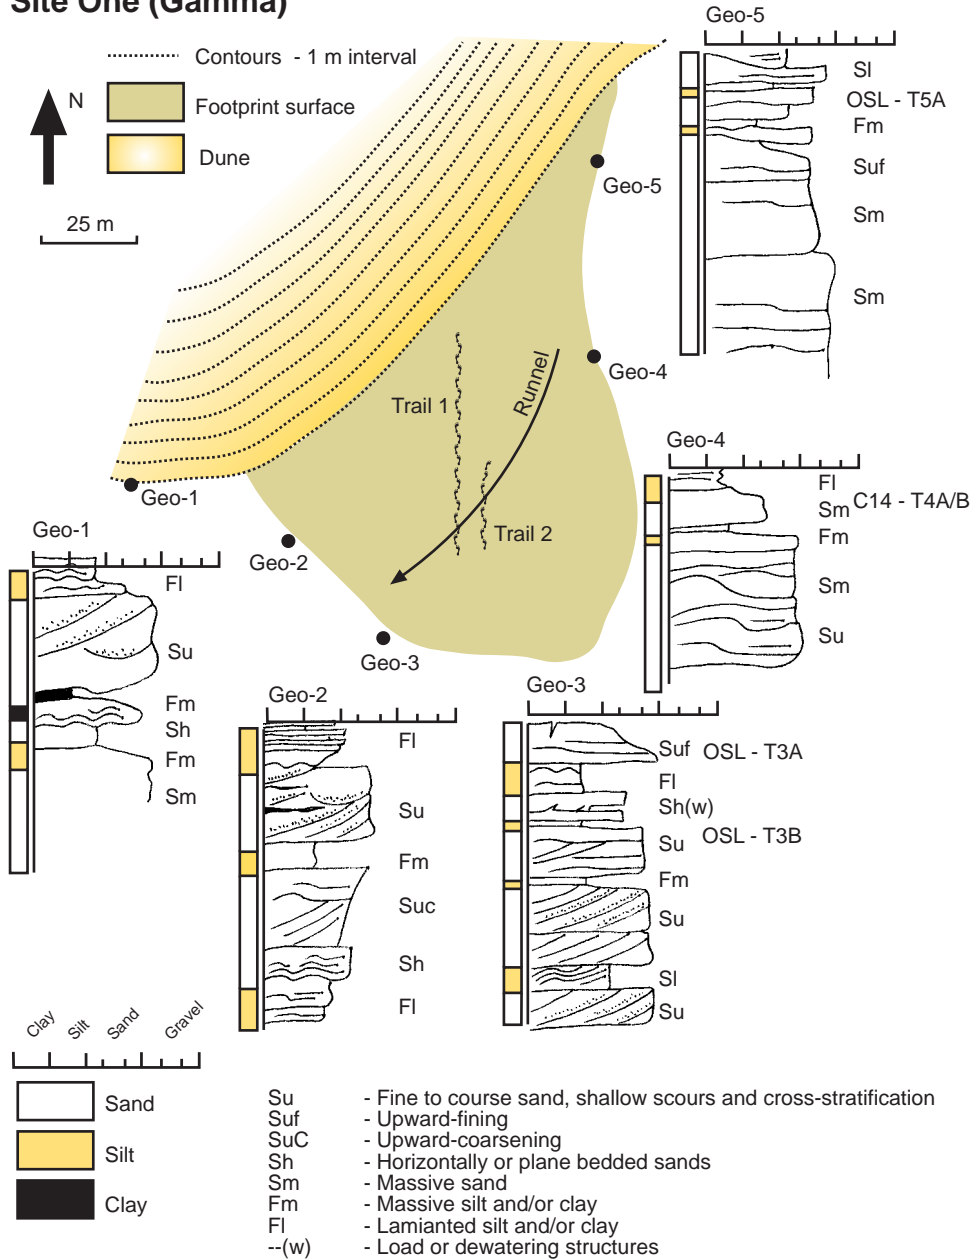 Site One (Gamma)
Contours - 1 m interval
N
Footprint surface
Dune
25 m
Geo-5
Geo-4
Trail 1
Runnel
Trail 2
Geo-1
Geo-2
Geo-3
Geo-5
Sl
OSL - T5A
Fm
Suf
Sm
Sm
Geo-4
Fl
Sm C14 - T4A/B
Fm
Sm
Su
Geo-1
Fl
Su
Fm
Sh
Fm
Sm
Geo-2
Fl
Su
Fm
Suc
Sh
Fl
Geo-3
Suf OSL - T3A
Fl
Sh(w)
Su OSL - T3B
Fm
Su
Sl
Su
Clay Silt Sand Gravel
Sand
Silt
Clay
Su - Fine to course sand, shallow scours and cross-stratification
Suf - Upward-fining
SuC - Upward-coarsening
Sh - Horizontally or plane bedded sands
Sm - Massive sand
Fm - Massive silt and/or clay
Fl - Lamianted silt and/or clay
--(w) - Load or dewatering structures